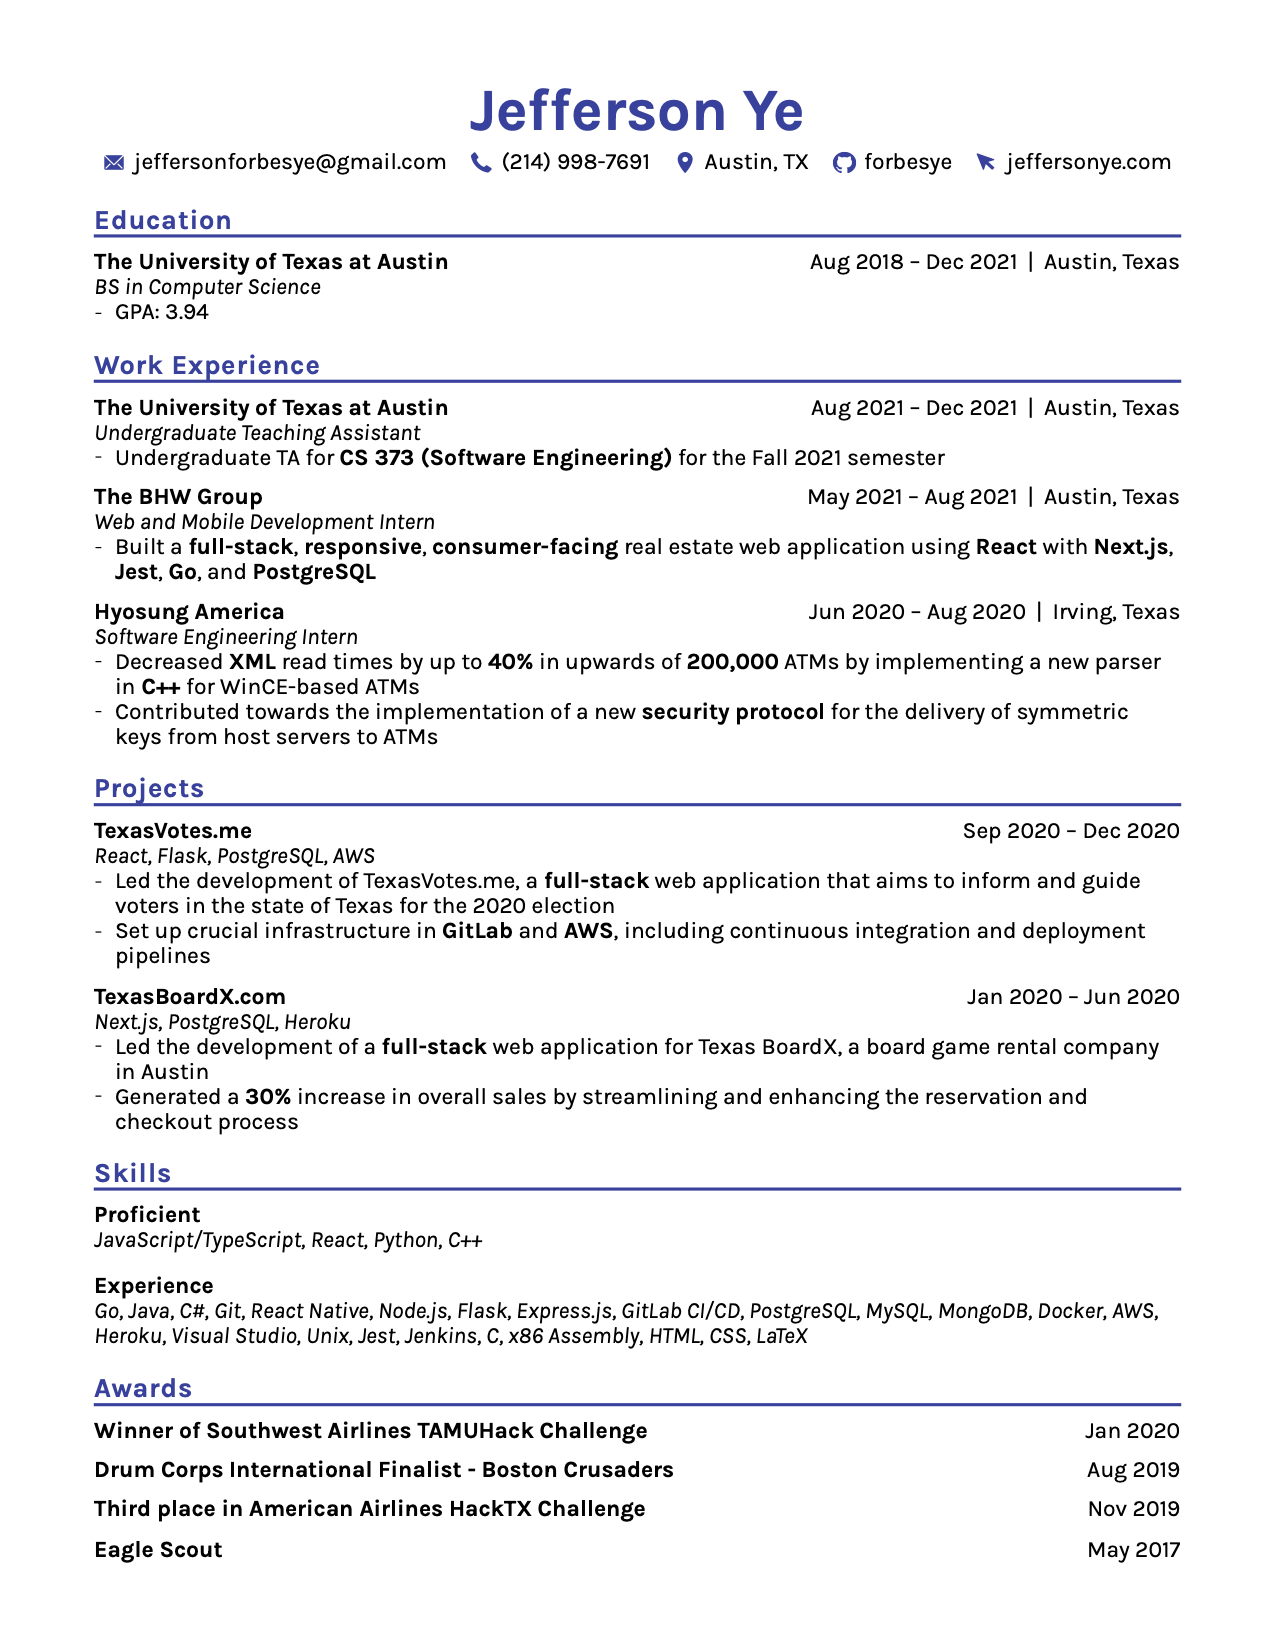 Jefferson Ye
jeffersonforbesye@gmail.com (214) 998-7691 Austin, TX forbesye jeffersonye.com
Education
The University of Texas at Austin Aug 2018 – Dec 2021 | Austin, Texas
BS in Computer Science
- GPA: 3.94
Work Experience
The University of Texas at Austin Aug 2021 – Dec 2021 | Austin, Texas
Undergraduate Teaching Assistant
- Undergraduate TA for CS 373 (Software Engineering) for the Fall 2021 semester
The BHW Group May 2021 – Aug 2021 | Austin, Texas
Web and Mobile Development Intern
- Built a full-stack, responsive, consumer-facing real estate web application using React with Next.js,
Jest, Go, and PostgreSQL
Hyosung America Jun 2020 – Aug 2020 | Irving, Texas
Software Engineering Intern
- Decreased XML read times by up to 40% in upwards of 200,000 ATMs by implementing a new parser
in C++ for WinCE-based ATMs
- Contributed towards the implementation of a new security protocol for the delivery of symmetric
keys from host servers to ATMs
Projects
TexasVotes.me Sep 2020 – Dec 2020
React, Flask, PostgreSQL, AWS
- Led the development of TexasVotes.me, a full-stack web application that aims to inform and guide
voters in the state of Texas for the 2020 election
- Set up crucial infrastructure in GitLab and AWS, including continuous integration and deployment
pipelines
TexasBoardX.com Jan 2020 – Jun 2020
Next.js, PostgreSQL, Heroku
- Led the development of a full-stack web application for Texas BoardX, a board game rental company
in Austin
- Generated a 30% increase in overall sales by streamlining and enhancing the reservation and
checkout process
Skills
Proficient
JavaScript/TypeScript, React, Python, C++
Experience
Go, Java, C#, Git, React Native, Node.js, Flask, Express.js, GitLab CI/CD, PostgreSQL, MySQL, MongoDB, Docker, AWS,
Heroku, Visual Studio, Unix, Jest, Jenkins, C, x86 Assembly, HTML, CSS, LaTeX
Awards
Winner of Southwest Airlines TAMUHack Challenge Jan 2020
Drum Corps International Finalist - Boston Crusaders Aug 2019
Third place in American Airlines HackTX Challenge Nov 2019
Eagle Scout May 2017